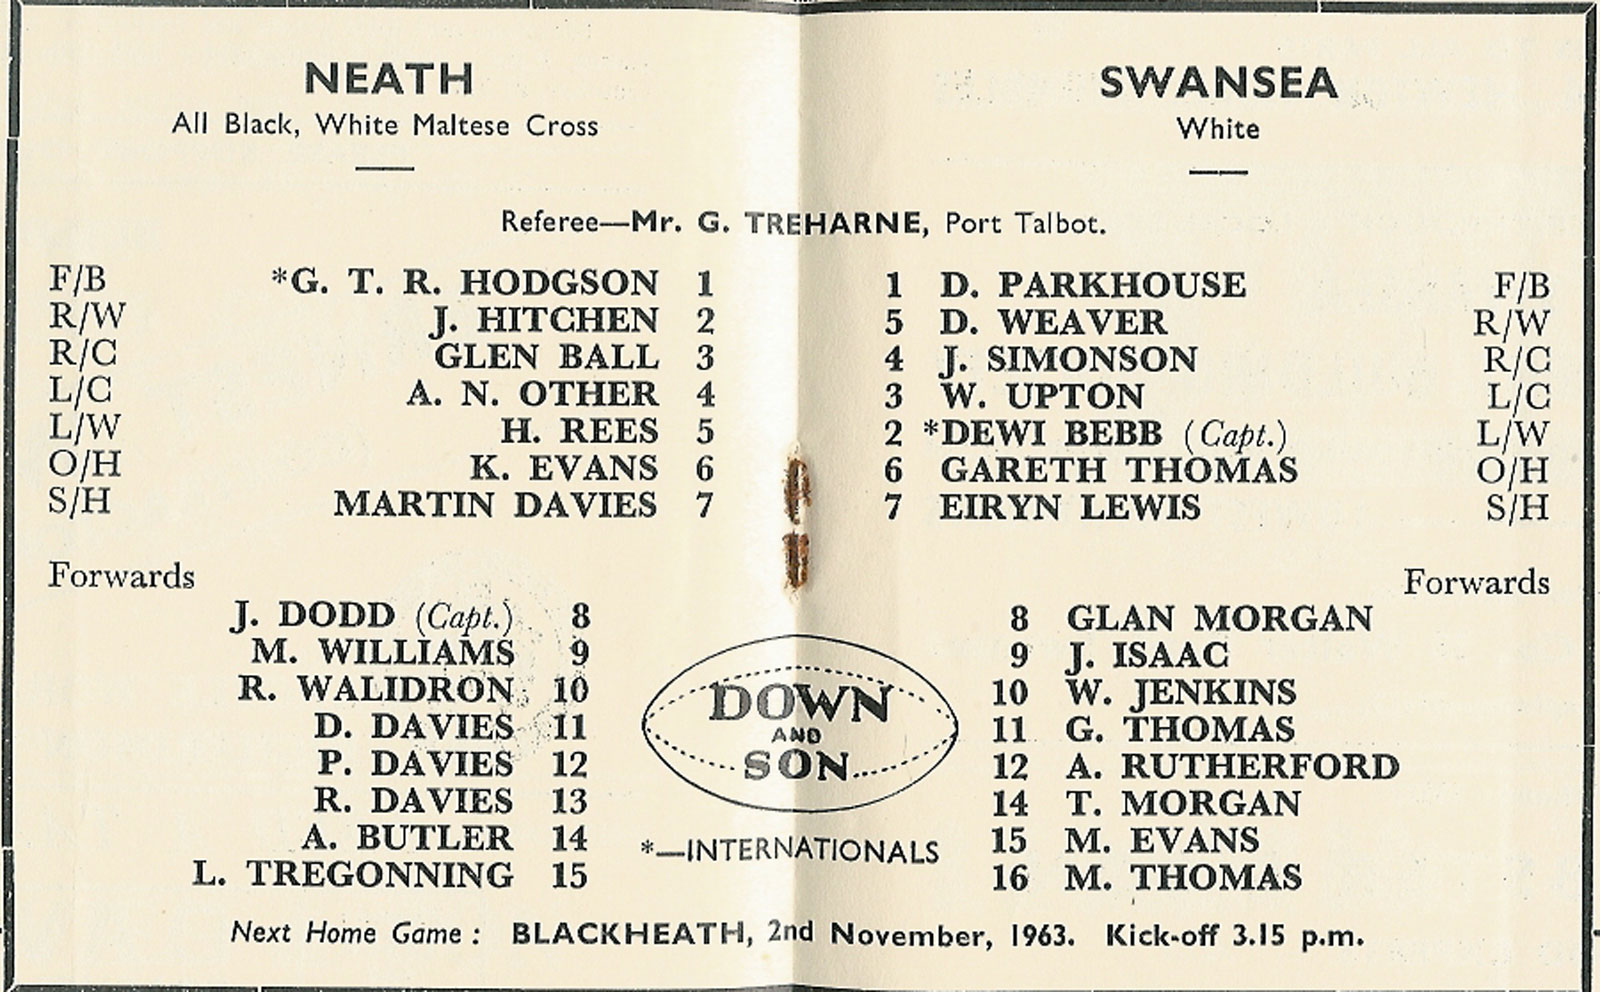 NEATH
All Black, White Maltese Cross
SWANSEA
White
Referee—Mr. G. TREHARNE, Port Talbot.
F/B *G. T. R. HODGSON 1
R/W J. HITCHEN 2
R/C GLEN BALL 3
L/C A. N. OTHER 4
L/W H. REES 5
O/H K. EVANS 6
S/H MARTIN DAVIES 7
Forwards
J. DODD (Capt.) 8
M. WILLIAMS 9
R. WALIDRON 10
D. DAVIES 11
P. DAVIES 12
R. DAVIES 13
A. BUTLER 14
L. TREGONNING 15
1 D. PARKHOUSE F/B
5 D. WEAVER R/W
4 J. SIMONSON R/C
3 W. UPTON L/C
2 *DEWI BEBB (Capt.) L/W
6 GARETH THOMAS O/H
7 EIRYN LEWIS S/H
Forwards
8 GLAN MORGAN
9 J. ISAAC
10 W. JENKINS
11 G. THOMAS
12 A. RUTHERFORD
14 T. MORGAN
15 M. EVANS
16 M. THOMAS
DOWN
AND
SON
*—INTERNATIONALS
Next Home Game : BLACKHEATH, 2nd November, 1963. Kick-off 3.15 p.m.